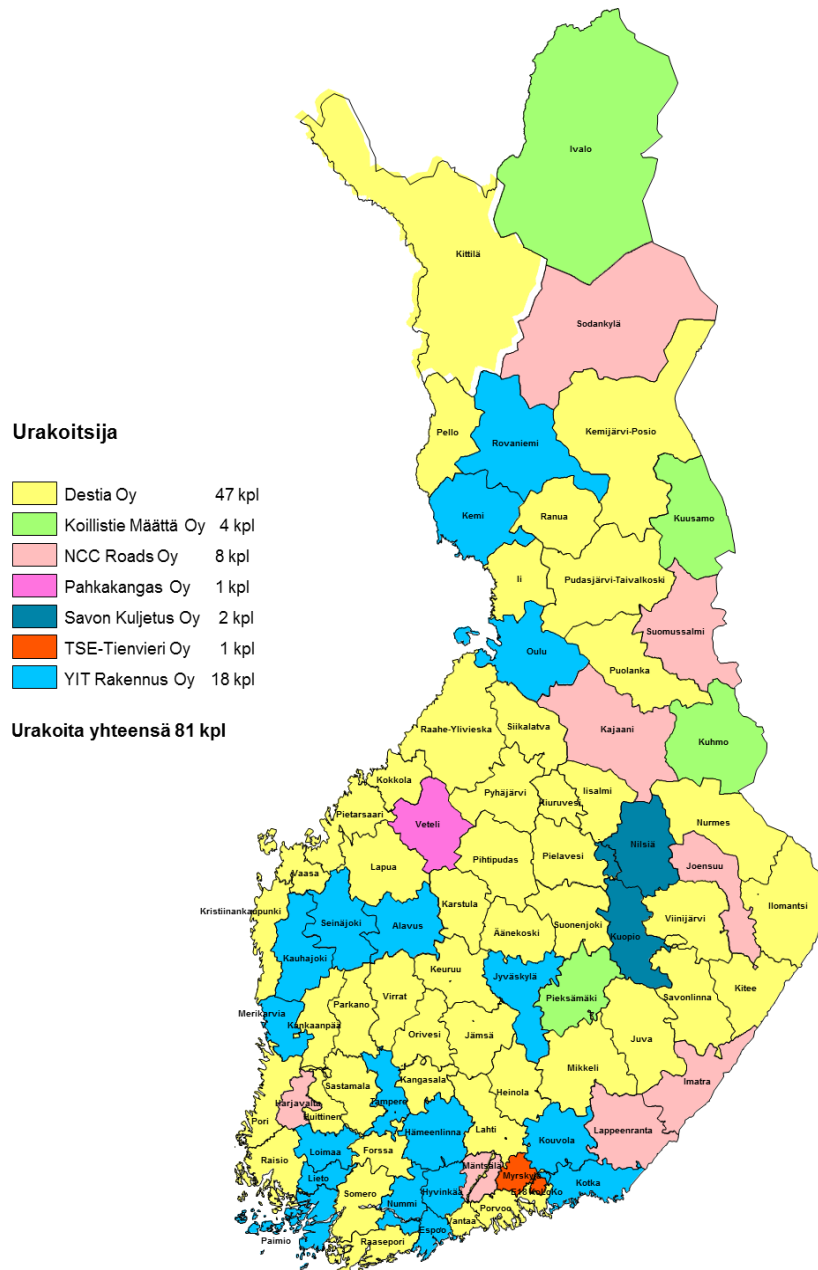 Ivalo
Kittilä
Sodankylä
Urakoitsija
Destia Oy 47 kpl
Koillistie Määttä Oy 4 kpl
NCC Roads Oy 8 kpl
Pahkakangas Oy 1 kpl
Savon Kuljetus Oy 2 kpl
TSE-Tienvieri Oy 1 kpl
YIT Rakennus Oy 18 kpl
Urakoita yhteensä 81 kpl
Pello
Rovaniemi
Kemijärvi-Posio
Kemi
Ranua
Kuusamo
Ii
Pudasjärvi-Taivalkoski
Suomussalmi
Oulu
Puolanka
Raahe-Ylivieska
Siikalatva
Kajaani
Kuhmo
Kokkola
Pyhäjärvi
Kiuruvesi
Iisalmi
Pietarsaari
Veteli
Nurmes
Nilsiä
Vaasa
Lapua
Pihtipudas
Pielavesi
Joensuu
Ilomantsi
Kristiinankaupunki
Seinäjoki
Alavus
Karstula
Äänekoski
Suonenjoki
Viinijärvi
Kuopio
Kauhajoki
Keuruu
Jyväskylä
Pieksämäki
Savonlinna
Kitee
Merikarvia
Kankaanpää
Parkano
Virrat
Orivesi
Jämsä
Juva
Mikkeli
Imatra
Sastamala
Kangasala
Tampere
Heinola
Harjavalta
Huittinen
Pori
Hämeenlinna
Lahti
Kouvola
Lappeenranta
Raisio
Loimaa
Forssa
Mäntsälä
Myrskylä
Lieto
Somero
Nummi
Hyvinkää
E18 KoLoKo
Kotka
Paimio
Raasepori
Espoo
Vantaa
Porvoo